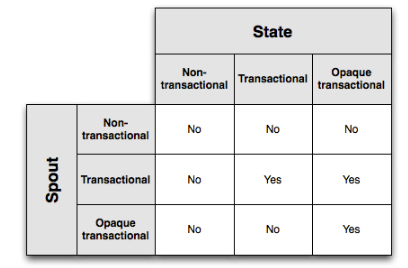 State
Non-
transactional
Transactional
Opaque
transactional
Spout
Non-
transactional
No
No
No
Transactional
No
Yes
Yes
Opaque
transactional
No
No
Yes